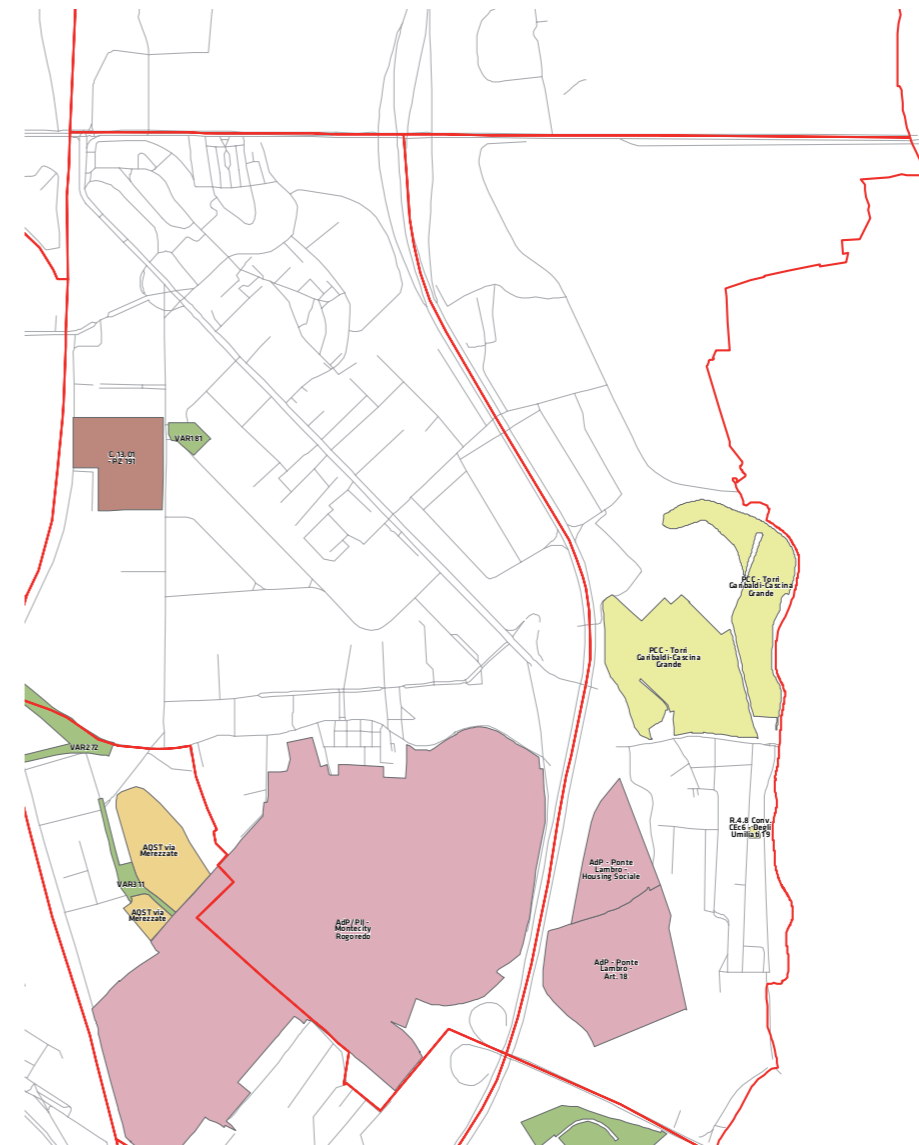 C.13.01
- PZ 191
VAR181
PCC - Torri
Garibaldi-Cascina
Grande
PCC - Torri
Garibaldi-Cascina
Grande
VAR272
R.4.8 Conv.
CEc6 - Degli
Umiliati 19
AQST via
Merezzate
AdP - Ponte
Lambro -
Housing Sociale
VAR311
AQST via
Merezzate
AdP/PII -
Montecity
Rogoredo
AdP - Ponte
Lambro -
Art. 18